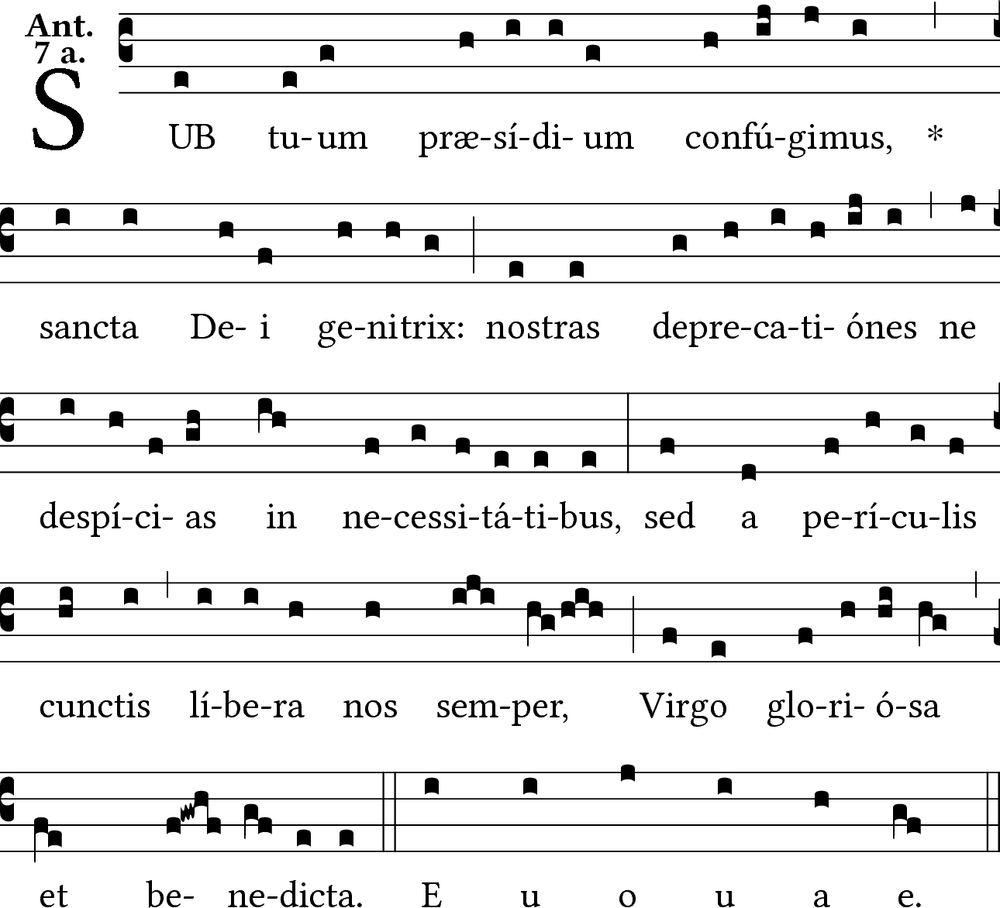 Ant.
7 a.
SUB tu-um præ-sí-di-um confú-gimus, *
sancta De-i ge-nitrix: nostras depre-ca-ti-ónes ne
despí-ci-as in ne-cessi-tá-ti-bus, sed a pe-rí-cu-lis
cunctis lí-be-ra nos sem-per, Virgo glo-ri-ó-sa
et be-ne-dicta. E u o u a e.